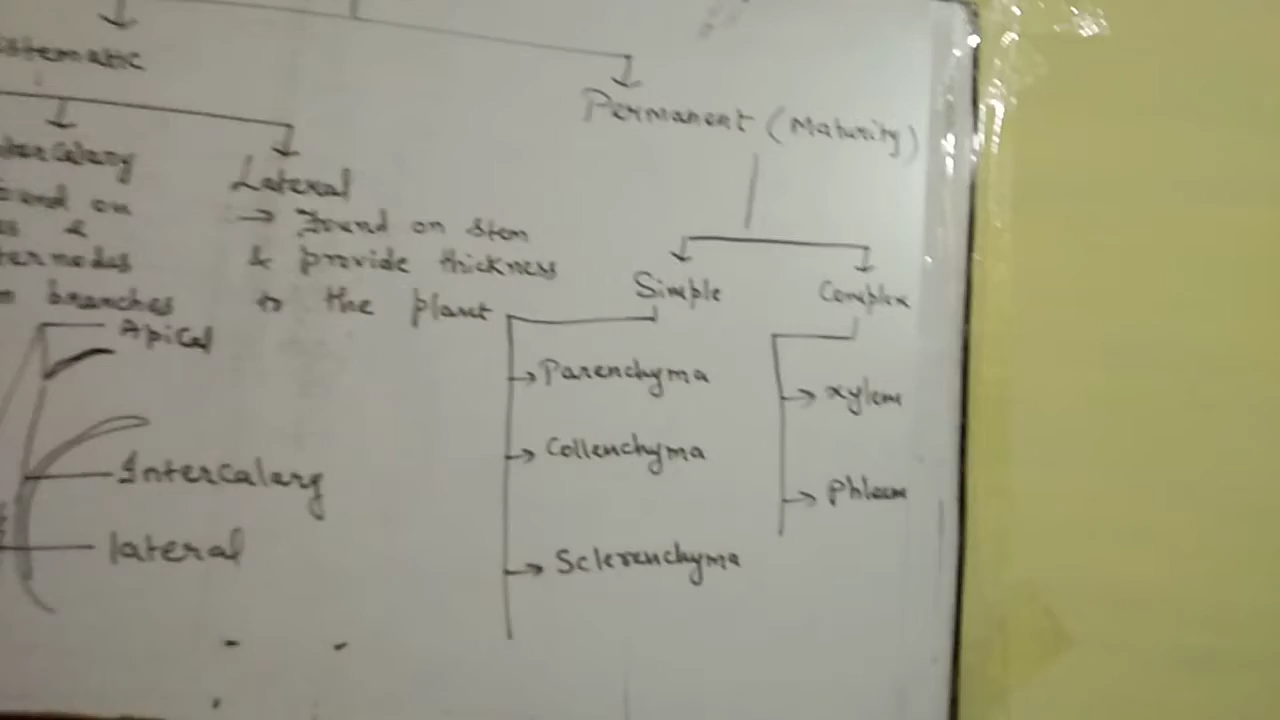 Permanent (Maturity)
Lateral
→ Found on stem
& provide thickness
to the plant
branches
Apical
Intercalary
lateral
Simple
Parenchyma
Collenchyma
Sclerenchyma
Complex
xylem
Phloem